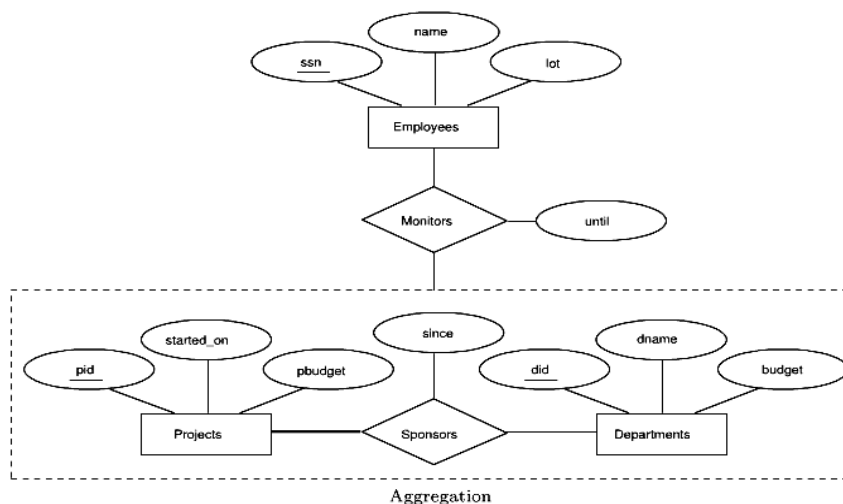 name
ssn
lot
Employees
Monitors
until
since
started_on
dname
pid
pbudget
did
budget
Projects
Sponsors
Departments
Aggregation